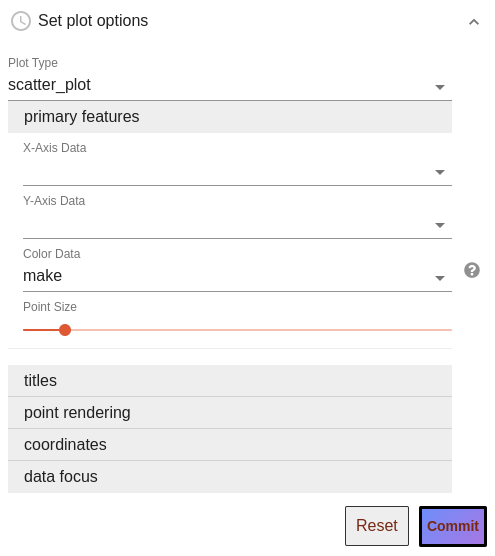 Set plot options
Plot Type
scatter_plot
primary features
X-Axis Data
Y-Axis Data
Color Data
make
?
Point Size
titles
point rendering
coordinates
data focus
Reset Commit